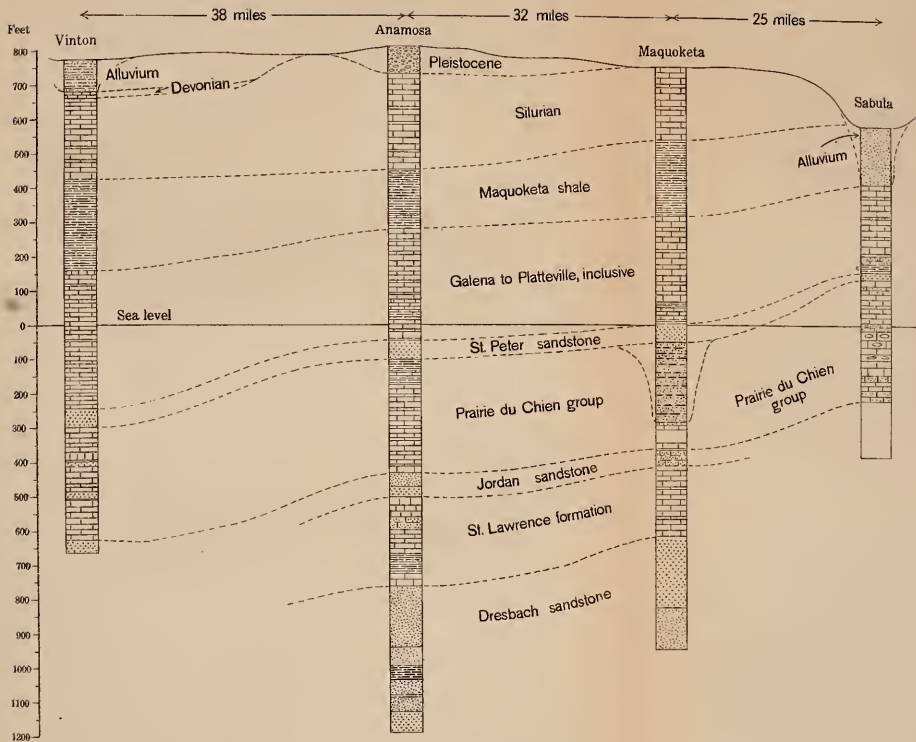 38 miles
32 miles
25 miles
Feet
Vinton
Anamosa
Maquoketa
Sabula
800
700
600
500
400
300
200
100
0
100
200
300
400
500
600
700
800
900
1000
1100
1200
Alluvium
Devonian
Pleistocene
Silurian
Alluvium
Maquoketa shale
Galena to Platteville, inclusive
Sea level
St. Peter sandstone
Prairie du Chien group
Prairie du Chien
group
Jordan sandstone
St. Lawrence formation
Dresbach sandstone